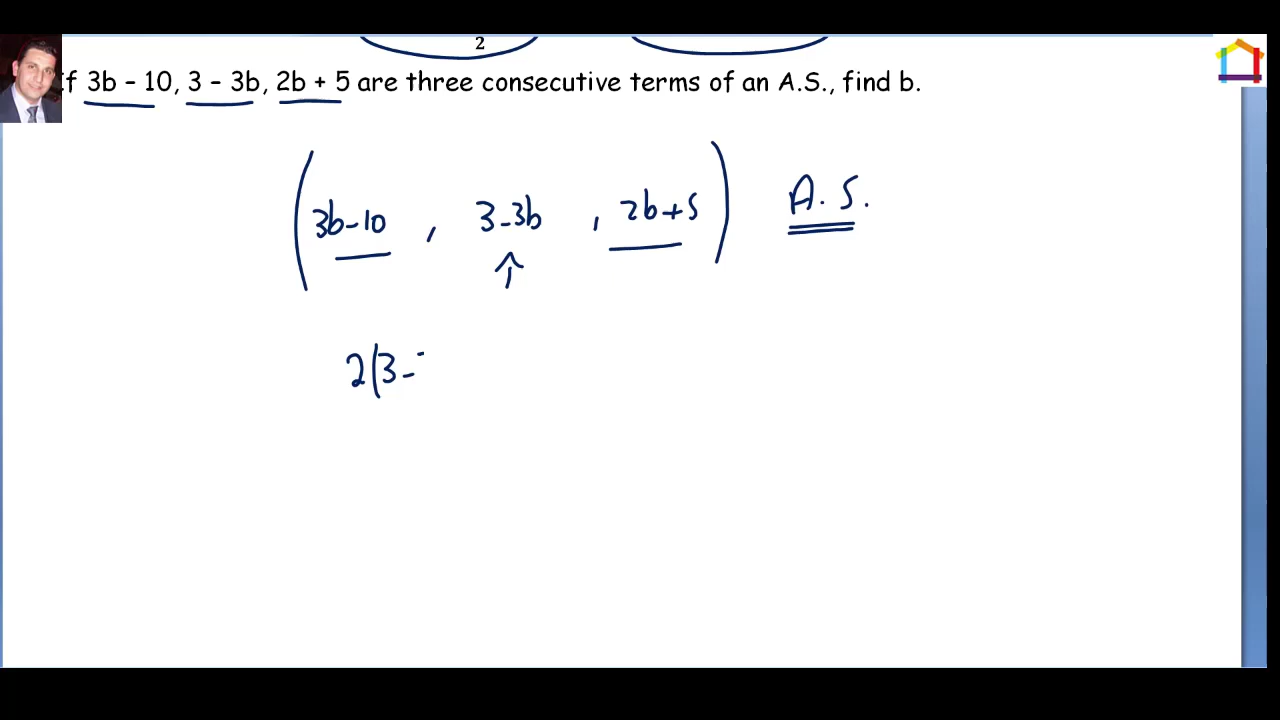 2
If 3b – 10, 3 – 3b, 2b + 5 are three consecutive terms of an A.S., find b.
(3b-10 , 3-3b , 2b+5) A.S.
2(3-